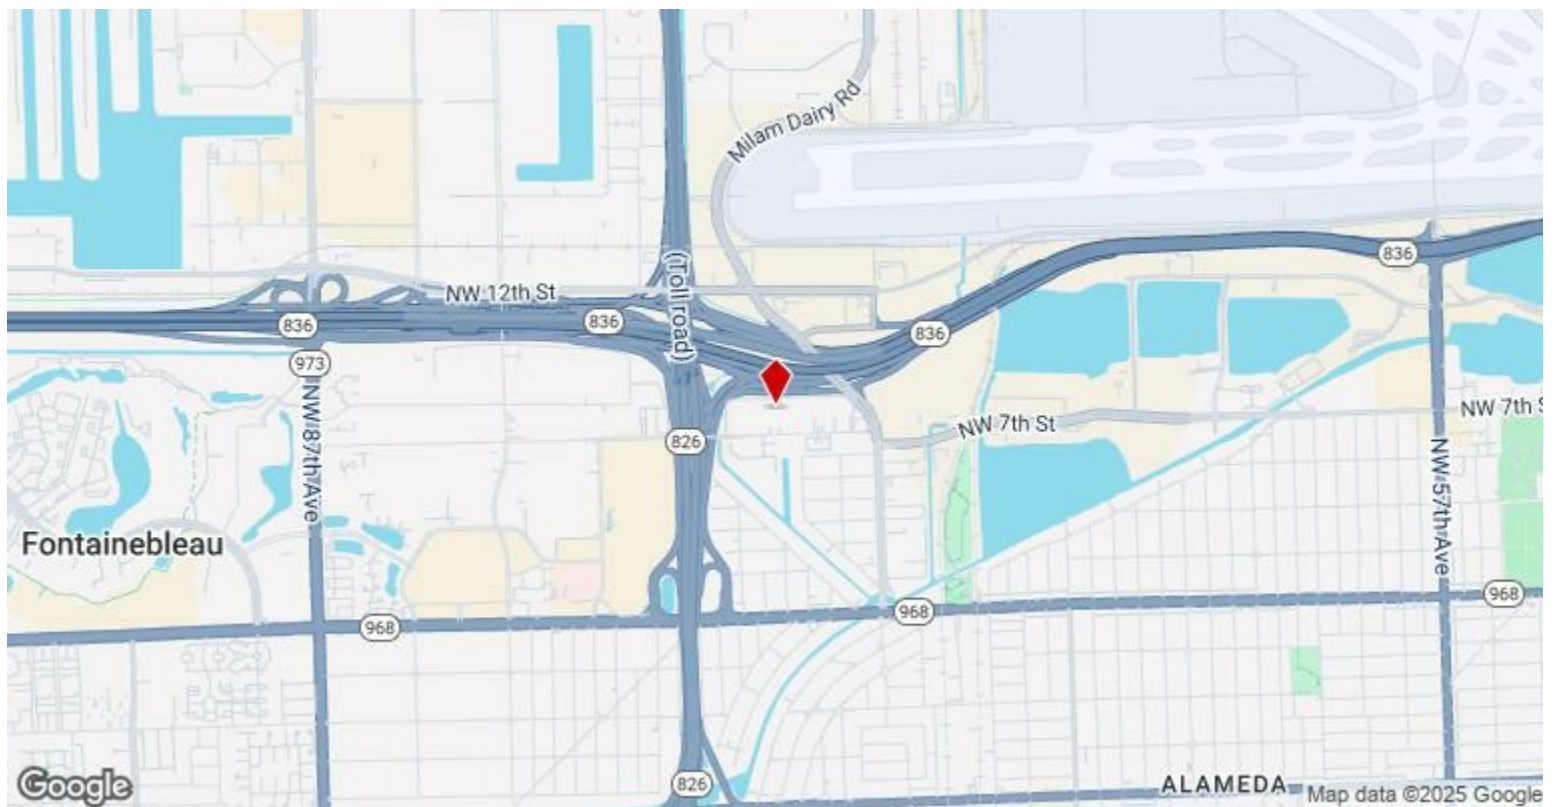 Milam Dairy Rd
836
(Toll road)
NW 12th St
836
836
836
973
NW 87th Ave
NW 7th S
NW 7th St
826
NW 57th Ave
Fontainebleau
968
968
968
826
ALAMEDA
Google
Map data ©2025 Google